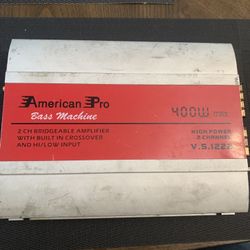 American Pro
Bass Machine
400W
2 CH BRIDGEABLE AMPLIFIER
WITH BUILT IN CROSSOVER
AND HI/LOW INPUT
HIGH POWER
2 CHANNEL
V.S.1222